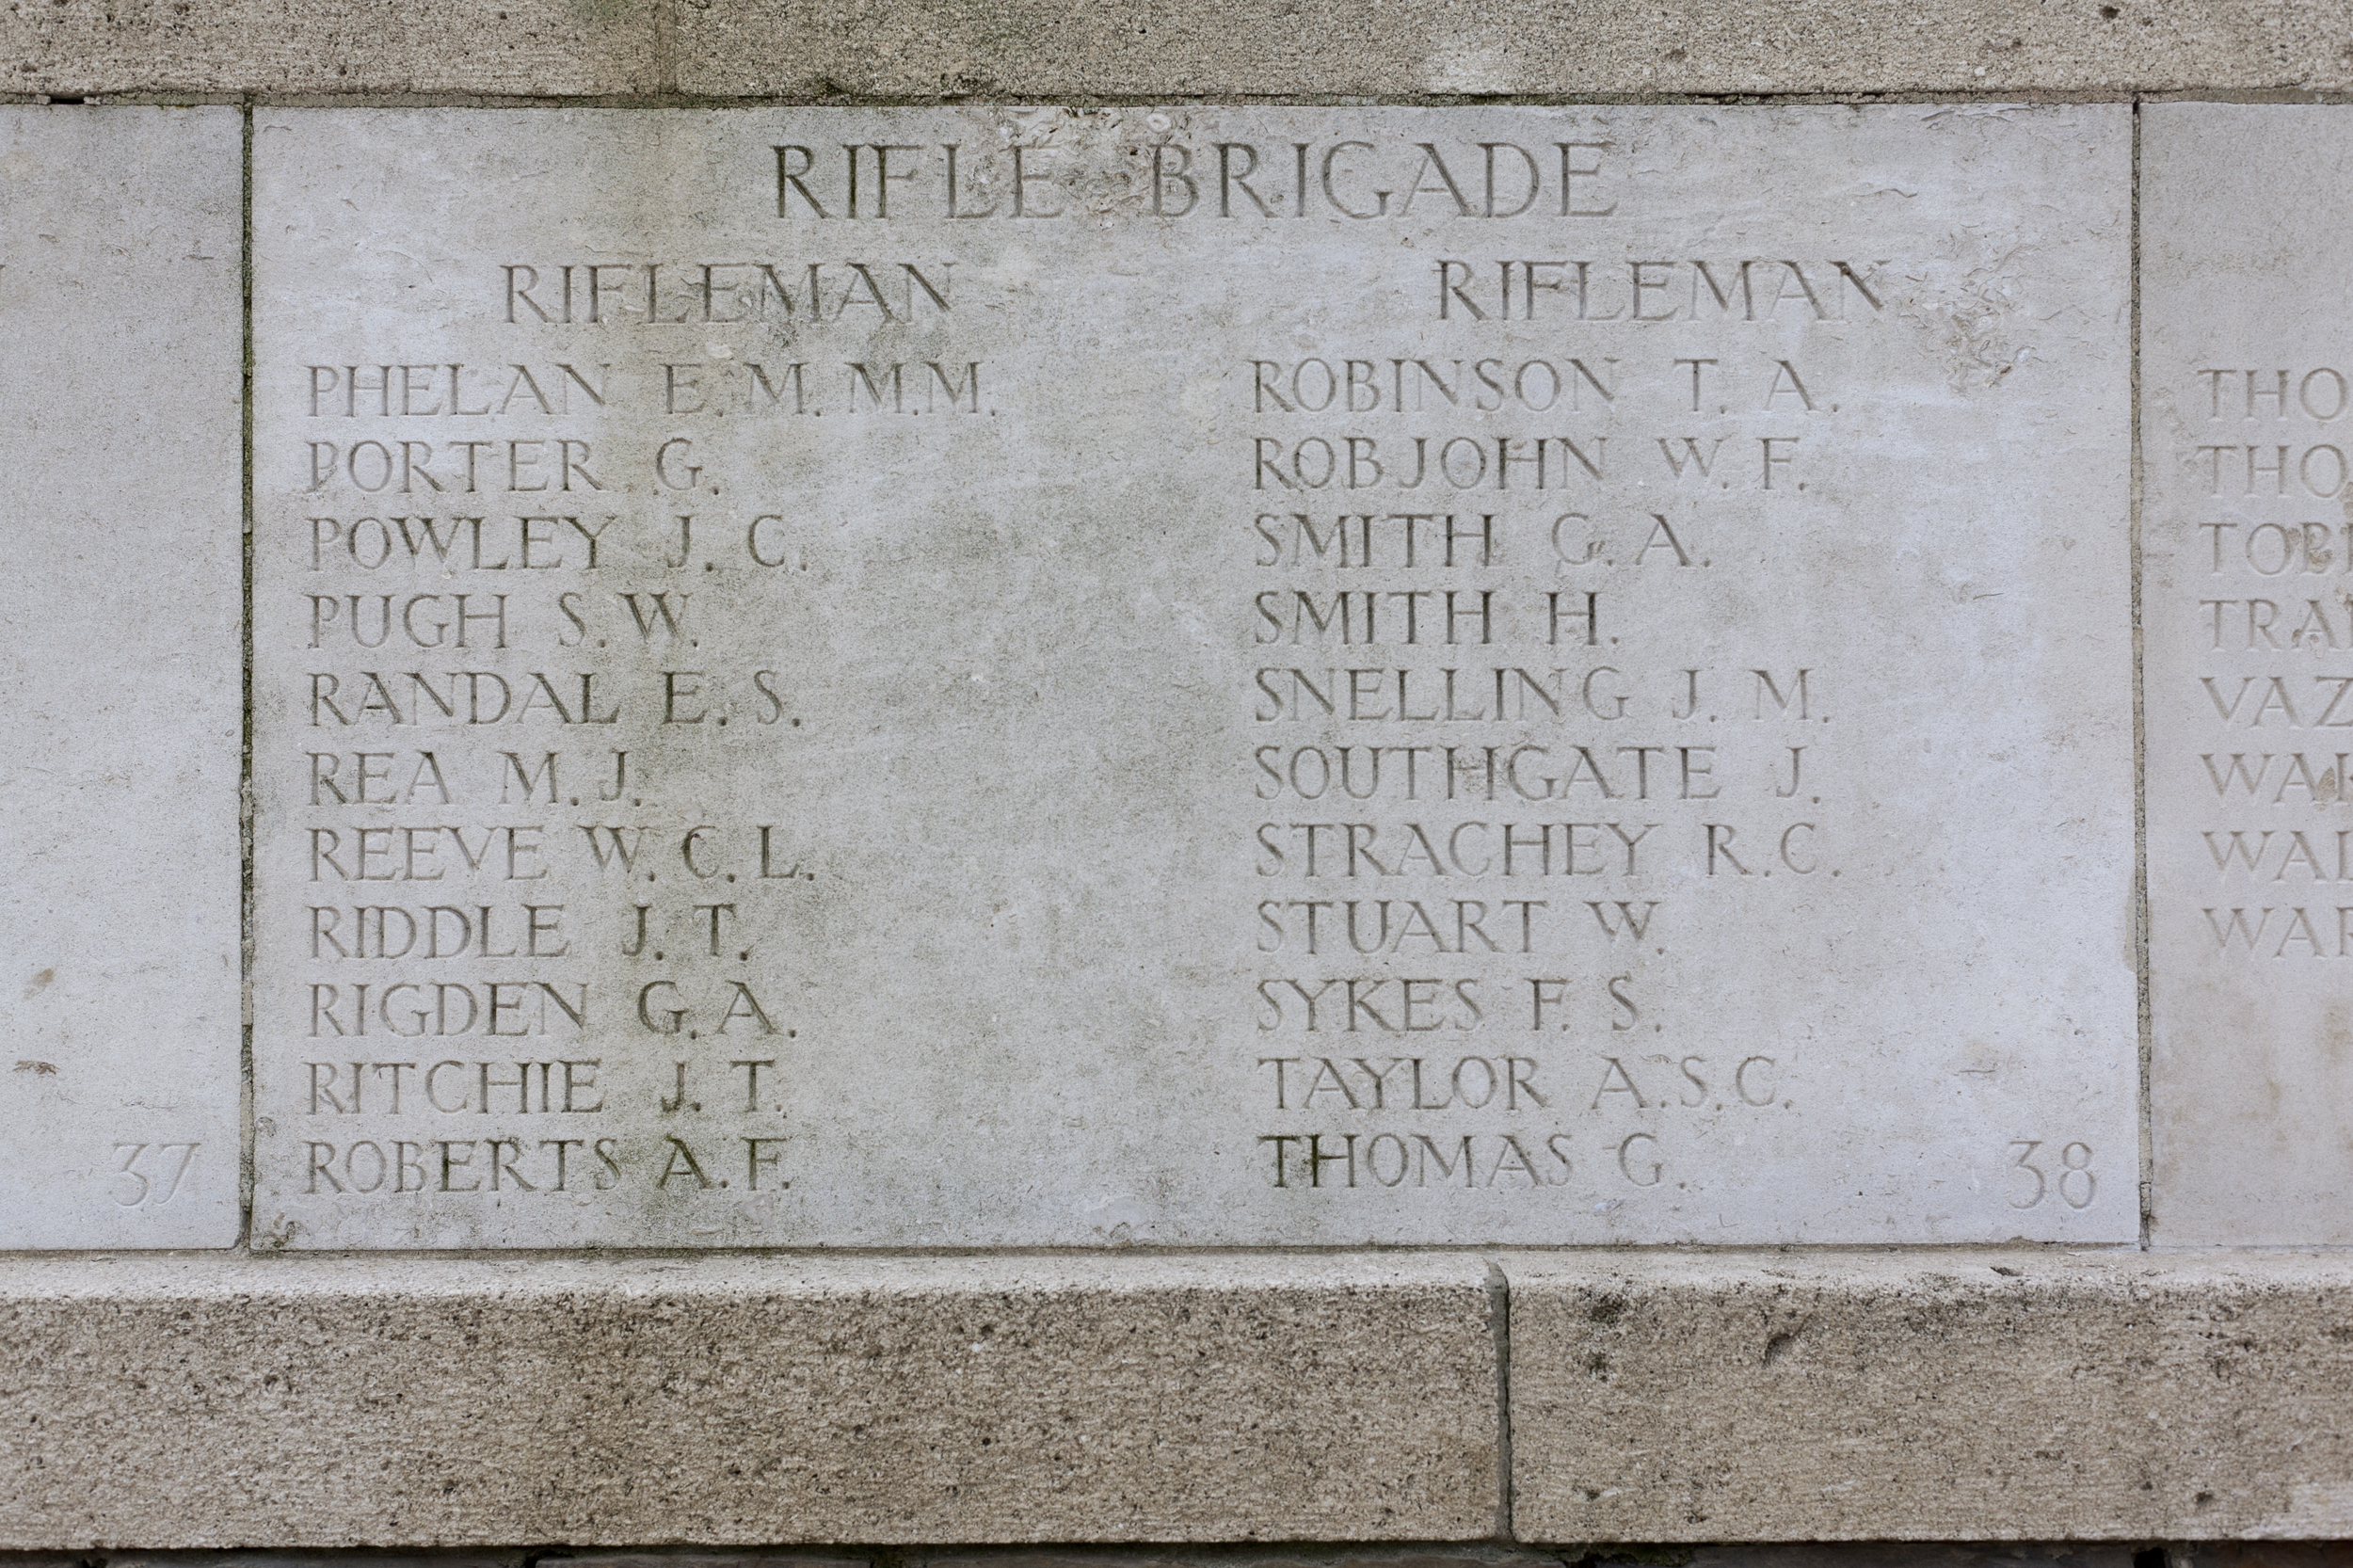 RIFLE BRIGADE
RIFLEMAN
PHELAN E. M. M.M.
PORTER G.
POWLEY J. C.
PUGH S. W.
RANDAL E. S.
REA M. J.
REEVE W. C. L.
RIDDLE J. T.
RIGDEN G. A.
RITCHIE J. T.
ROBERTS A. F.
RIFLEMAN
ROBINSON T. A.
ROBJOHN W. F.
SMITH G. A.
SMITH H.
SNELLING J. M.
SOUTHGATE J.
STRACHEY R. C.
STUART W.
SYKES F. S.
TAYLOR A. S. C.
THOMAS G.
37
38